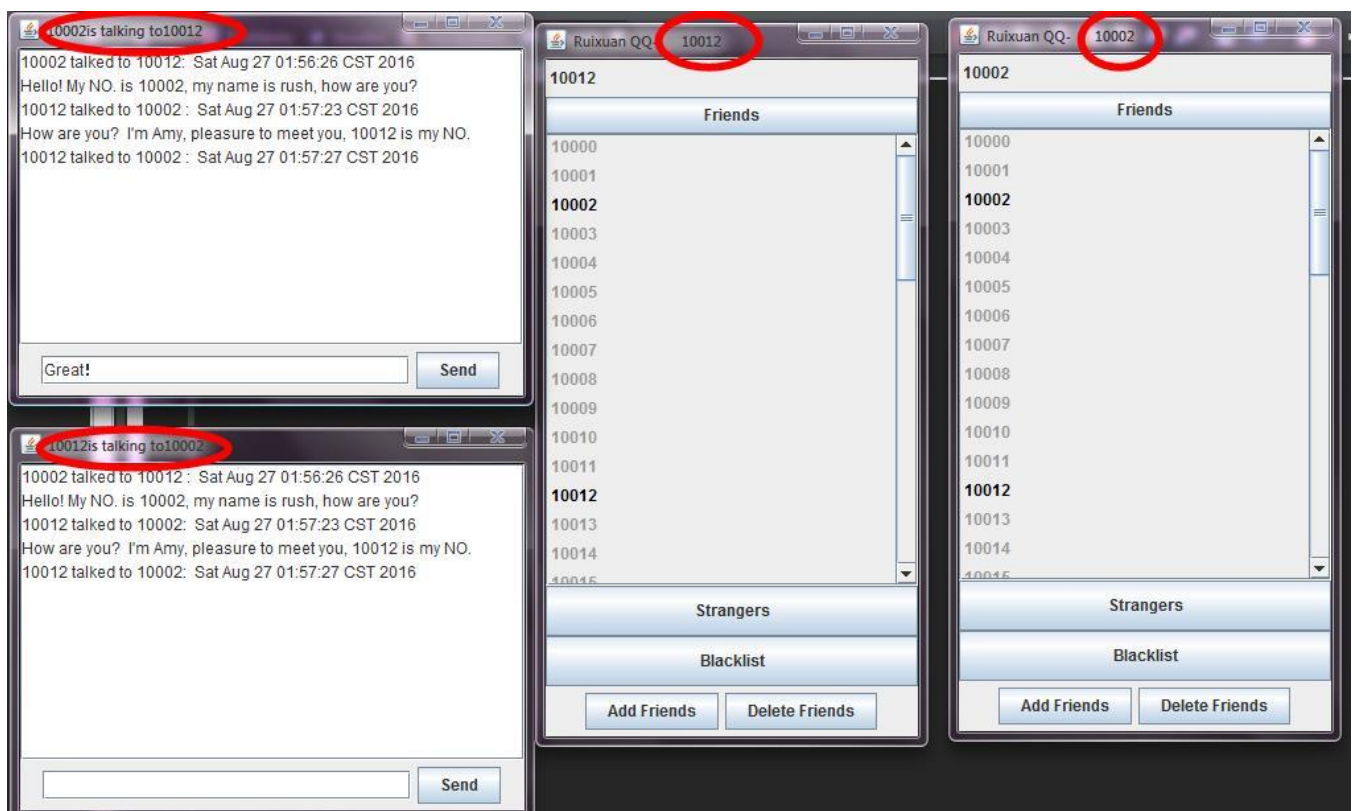 10002is talking to10012
10002 talked to 10012:  Sat Aug 27 01:56:26 CST 2016
Hello! My NO. is 10002, my name is rush, how are you?
10012 talked to 10002 :  Sat Aug 27 01:57:23 CST 2016
How are you?  I'm Amy, pleasure to meet you, 10012 is my NO.
10012 talked to 10002 :  Sat Aug 27 01:57:27 CST 2016
Great!
Send
10012is talking to10002
10002 talked to 10012 :  Sat Aug 27 01:56:26 CST 2016
Hello! My NO. is 10002, my name is rush, how are you?
10012 talked to 10002:  Sat Aug 27 01:57:23 CST 2016
How are you?  I'm Amy, pleasure to meet you, 10012 is my NO.
10012 talked to 10002:  Sat Aug 27 01:57:27 CST 2016
Send
Ruixuan QQ- 10012
10012
Friends
10000
10001
10002
10003
10004
10005
10006
10007
10008
10009
10010
10011
10012
10013
10014
10015
Strangers
Blacklist
Add Friends Delete Friends
Ruixuan QQ- 10002
10002
Friends
10000
10001
10002
10003
10004
10005
10006
10007
10008
10009
10010
10011
10012
10013
10014
10015
Strangers
Blacklist
Add Friends Delete Friends